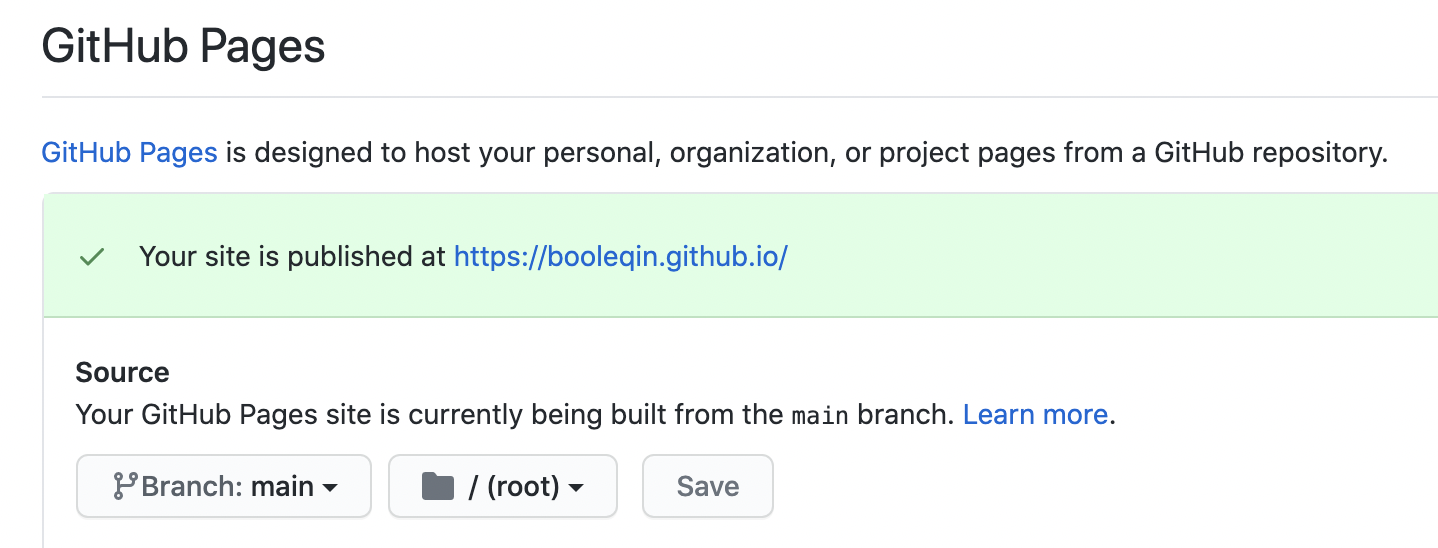 GitHub Pages
GitHub Pages is designed to host your personal, organization, or project pages from a GitHub repository.
Your site is published at https://booleqin.github.io/
Source
Your GitHub Pages site is currently being built from the main branch. Learn more.
Branch: main / (root) Save